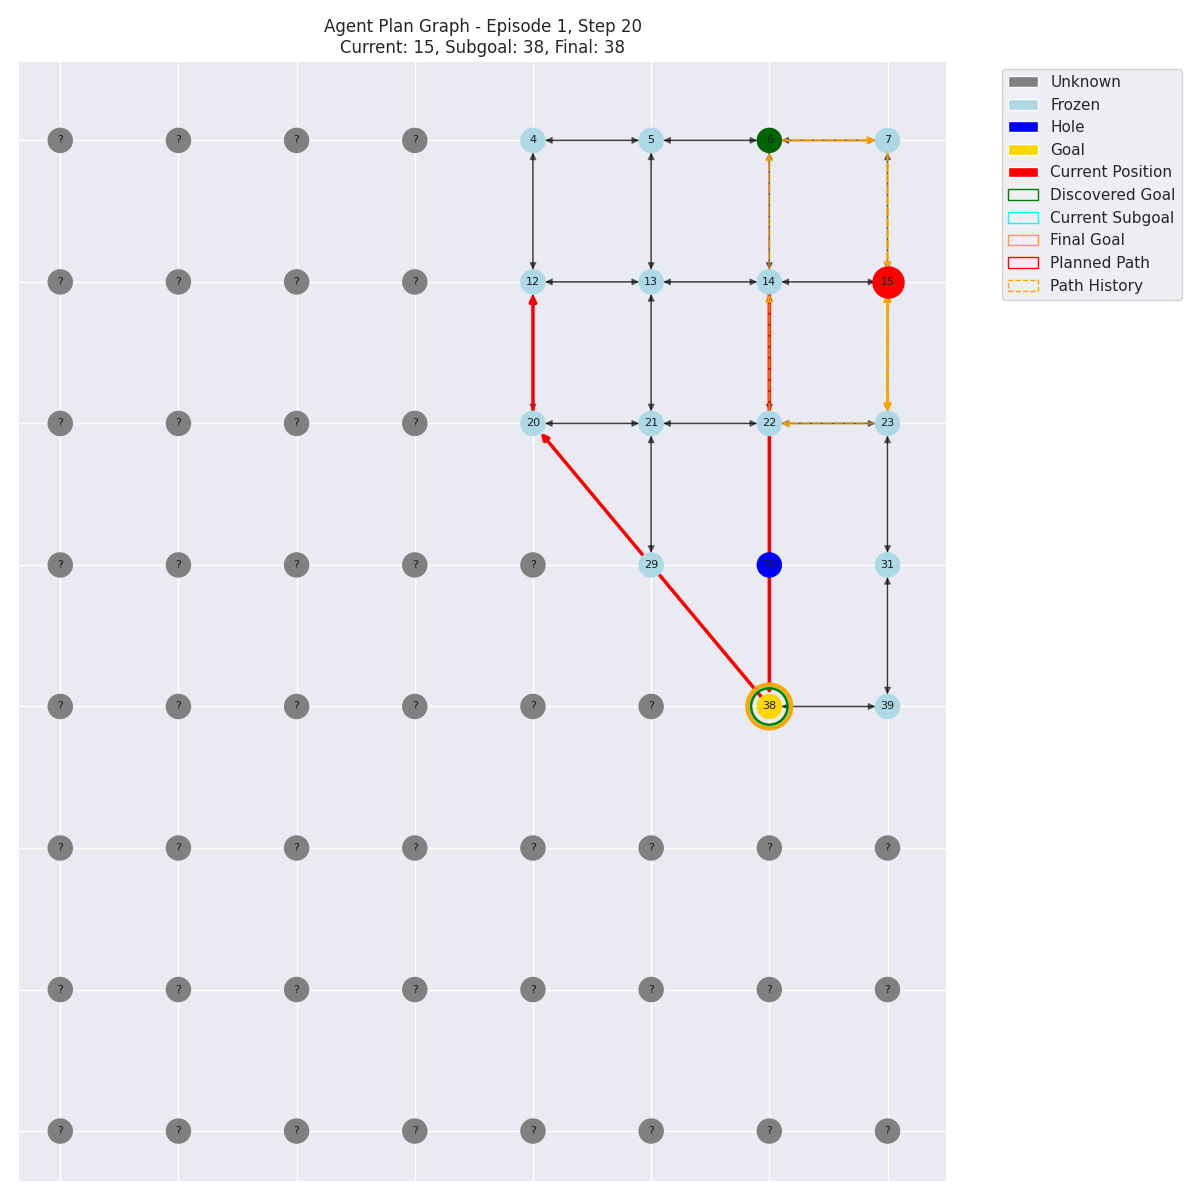 Agent Plan Graph - Episode 1, Step 20
Current: 15, Subgoal: 38, Final: 38
Unknown
Frozen
Hole
Goal
Current Position
Discovered Goal
Current Subgoal
Final Goal
Planned Path
Path History
? ? ? ? 4 5 6 7
? ? ? ? 12 13 14 15
? ? ? ? 20 21 22 23
? ? ? ? ? 29 30 31
? ? ? ? ? ? 38 39
? ? ? ? ? ? ? ?
? ? ? ? ? ? ? ?
? ? ? ? ? ? ? ?